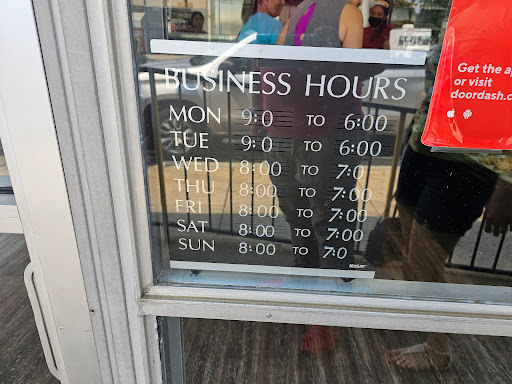 BUSINESS HOURS
MON 9:0 TO 6:00
TUE 9:0 TO 6:00
WED 8:00 TO 7:0
THU 8:00 TO 7:00
FRI 8:00 TO 7:00
SAT 8:00 TO 7:00
SUN 8:00 TO 7:0
Get the a
or visit
doordash.c